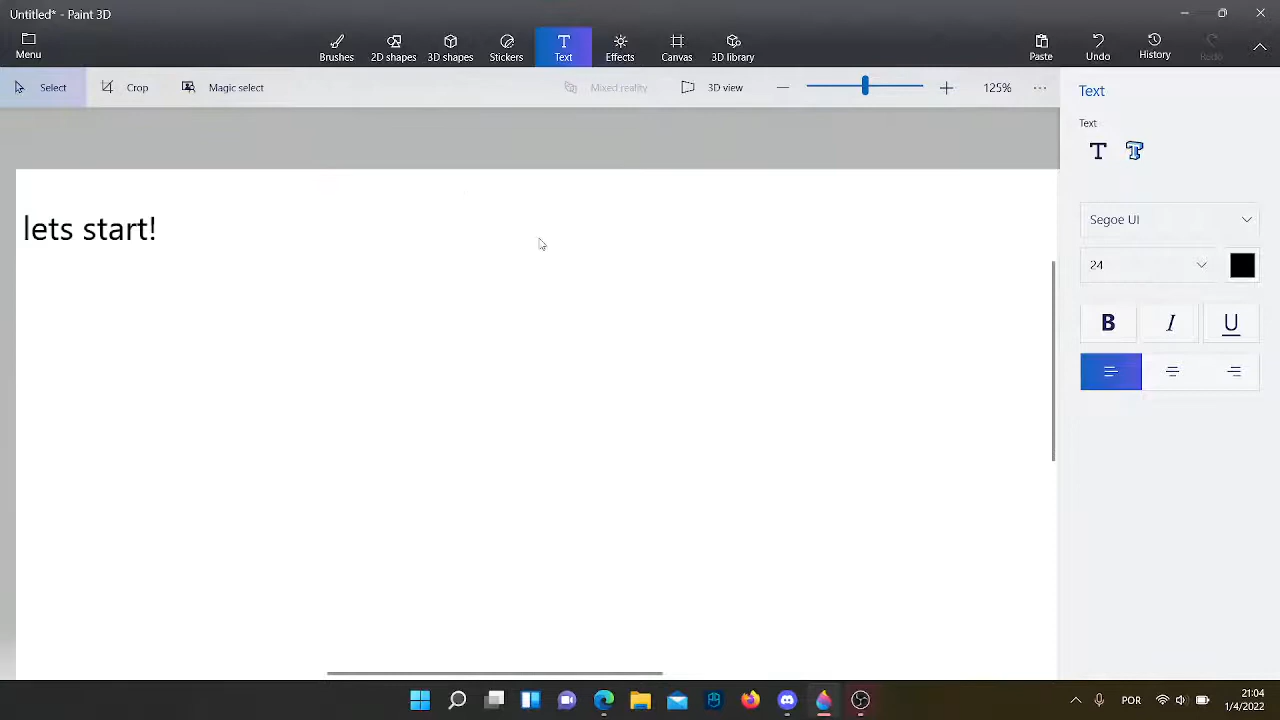 Untitled* - Paint 3D
Menu
Brushes
2D shapes
3D shapes
Stickers
Text
Effects
Canvas
3D library
Paste
Undo
History
Redo
Select
Crop
Magic select
Mixed reality
3D view
125%
Text
Text
lets start!
Segoe UI
24
B
I
U
POR
21:04
1/4/2022